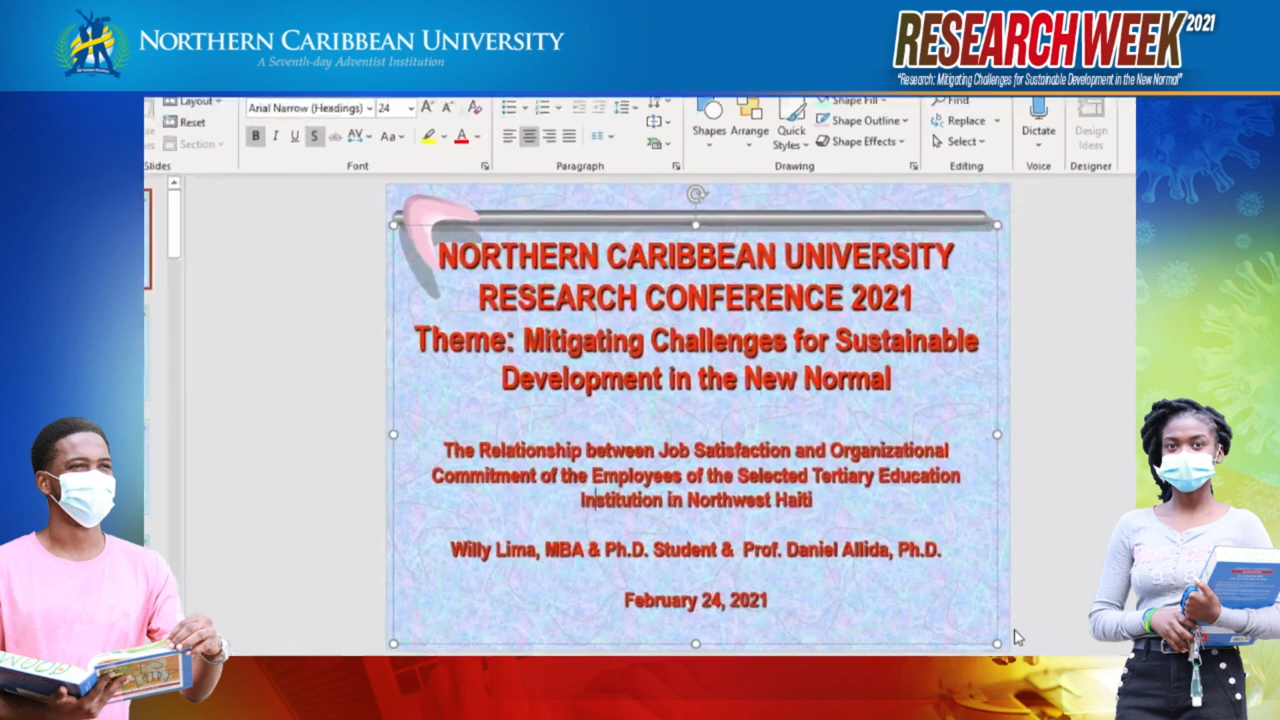 NORTHERN CARIBBEAN UNIVERSITY
A Seventh-day Adventist Institution
RESEARCH WEEK 2021
"Research: Mitigating Challenges for Sustainable Development in the New Normal"
Layout
Reset
Section
Slides
Arial Narrow (Headings) 24
B I U S ab AV Aa A
Font
Paragraph
Shapes Arrange Quick Styles
Shape Fill
Shape Outline
Shape Effects
Drawing
Find
Replace
Select
Editing
Dictate
Voice
Design Ideas
Designer
NORTHERN CARIBBEAN UNIVERSITY
RESEARCH CONFERENCE 2021
Theme: Mitigating Challenges for Sustainable
Development in the New Normal
The Relationship between Job Satisfaction and Organizational
Commitment of the Employees of the Selected Tertiary Education
Institution in Northwest Haiti
Willy Lima, MBA & Ph.D. Student & Prof. Daniel Allida, Ph.D.
February 24, 2021